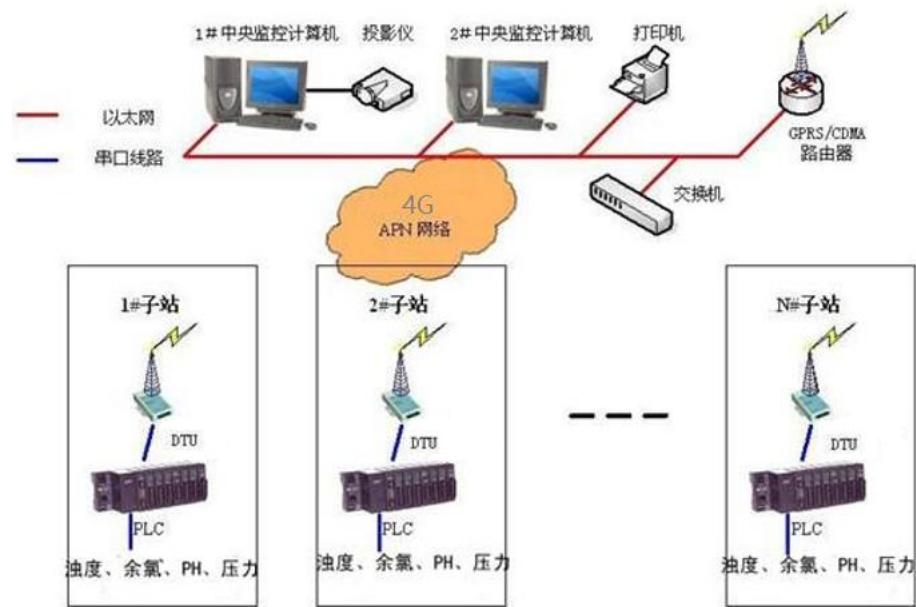 1#中央监控计算机
投影仪
2#中央监控计算机
打印机
以太网
串口线路
GPRS/CDMA
路由器
交换机
4G
APN 网络
1#子站
2#子站
N#子站
DTU
DTU
DTU
PLC
PLC
PLC
浊度、余氯、PH、压力
浊度、余氯、PH、压力
浊度、余氯、PH、压力